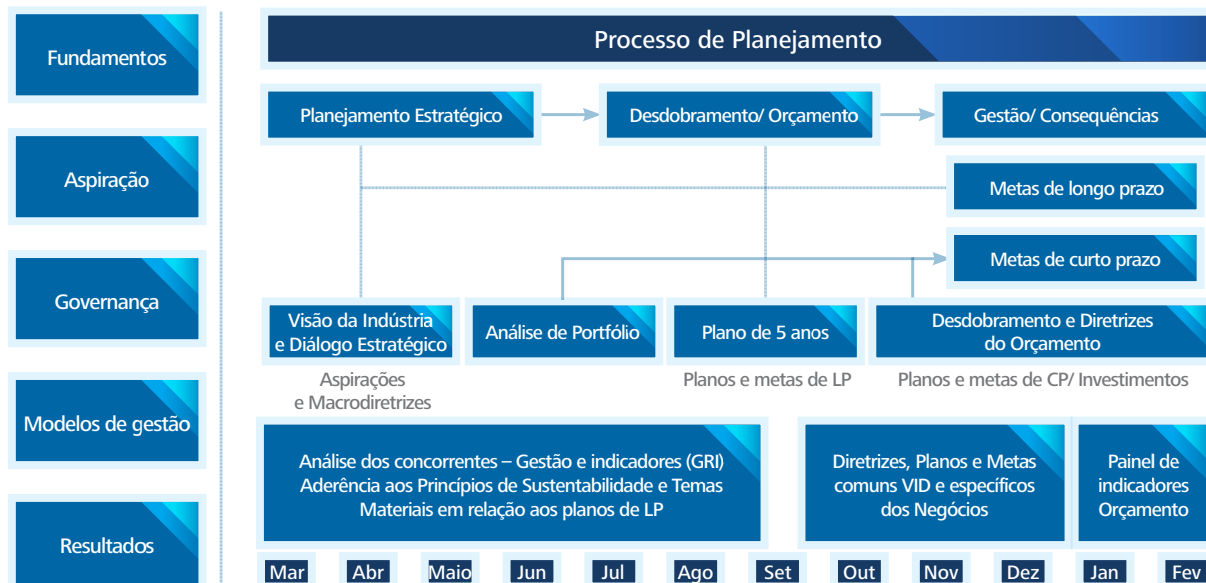 Fundamentos
Aspiração
Governança
Modelos de gestão
Resultados
Processo de Planejamento
Planejamento Estratégico
Desdobramento/ Orçamento
Gestão/ Consequências
Metas de longo prazo
Metas de curto prazo
Visão da Indústria
e Diálogo Estratégico
Análise de Portfólio
Plano de 5 anos
Desdobramento e Diretrizes
do Orçamento
Aspirações
e Macrodiretrizes
Planos e metas de LP
Planos e metas de CP/ Investimentos
Análise dos concorrentes – Gestão e indicadores (GRI)
Aderência aos Princípios de Sustentabilidade e Temas
Materiais em relação aos planos de LP
Diretrizes, Planos e Metas
comuns VID e específicos
dos Negócios
Painel de
indicadores
Orçamento
Mar Abr Maio Jun Jul Ago Set Out Nov Dez Jan Fev